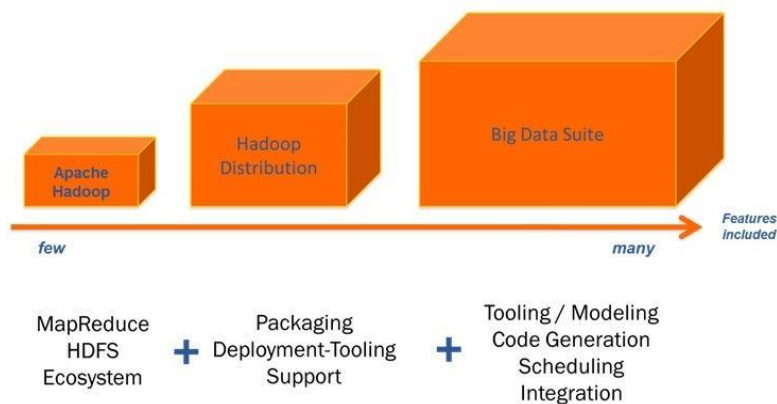 Apache
Hadoop
Hadoop
Distribution
Big Data Suite
few
many
Features
included
MapReduce
HDFS
Ecosystem
+
Packaging
Deployment-Tooling
Support
+
Tooling / Modeling
Code Generation
Scheduling
Integration